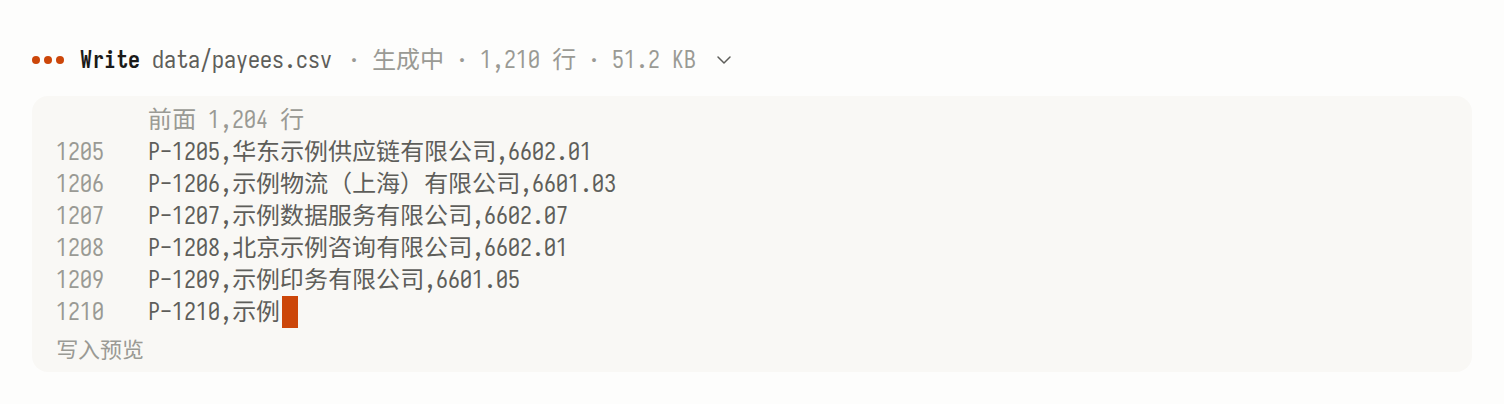 Write data/payees.csv · 生成中 · 1,210 行 · 51.2 KB
前面 1,204 行
1205 P-1205,华东示例供应链有限公司,6602.01
1206 P-1206,示例物流（上海）有限公司,6601.03
1207 P-1207,示例数据服务有限公司,6602.07
1208 P-1208,北京示例咨询有限公司,6602.01
1209 P-1209,示例印务有限公司,6601.05
1210 P-1210,示例
写入预览